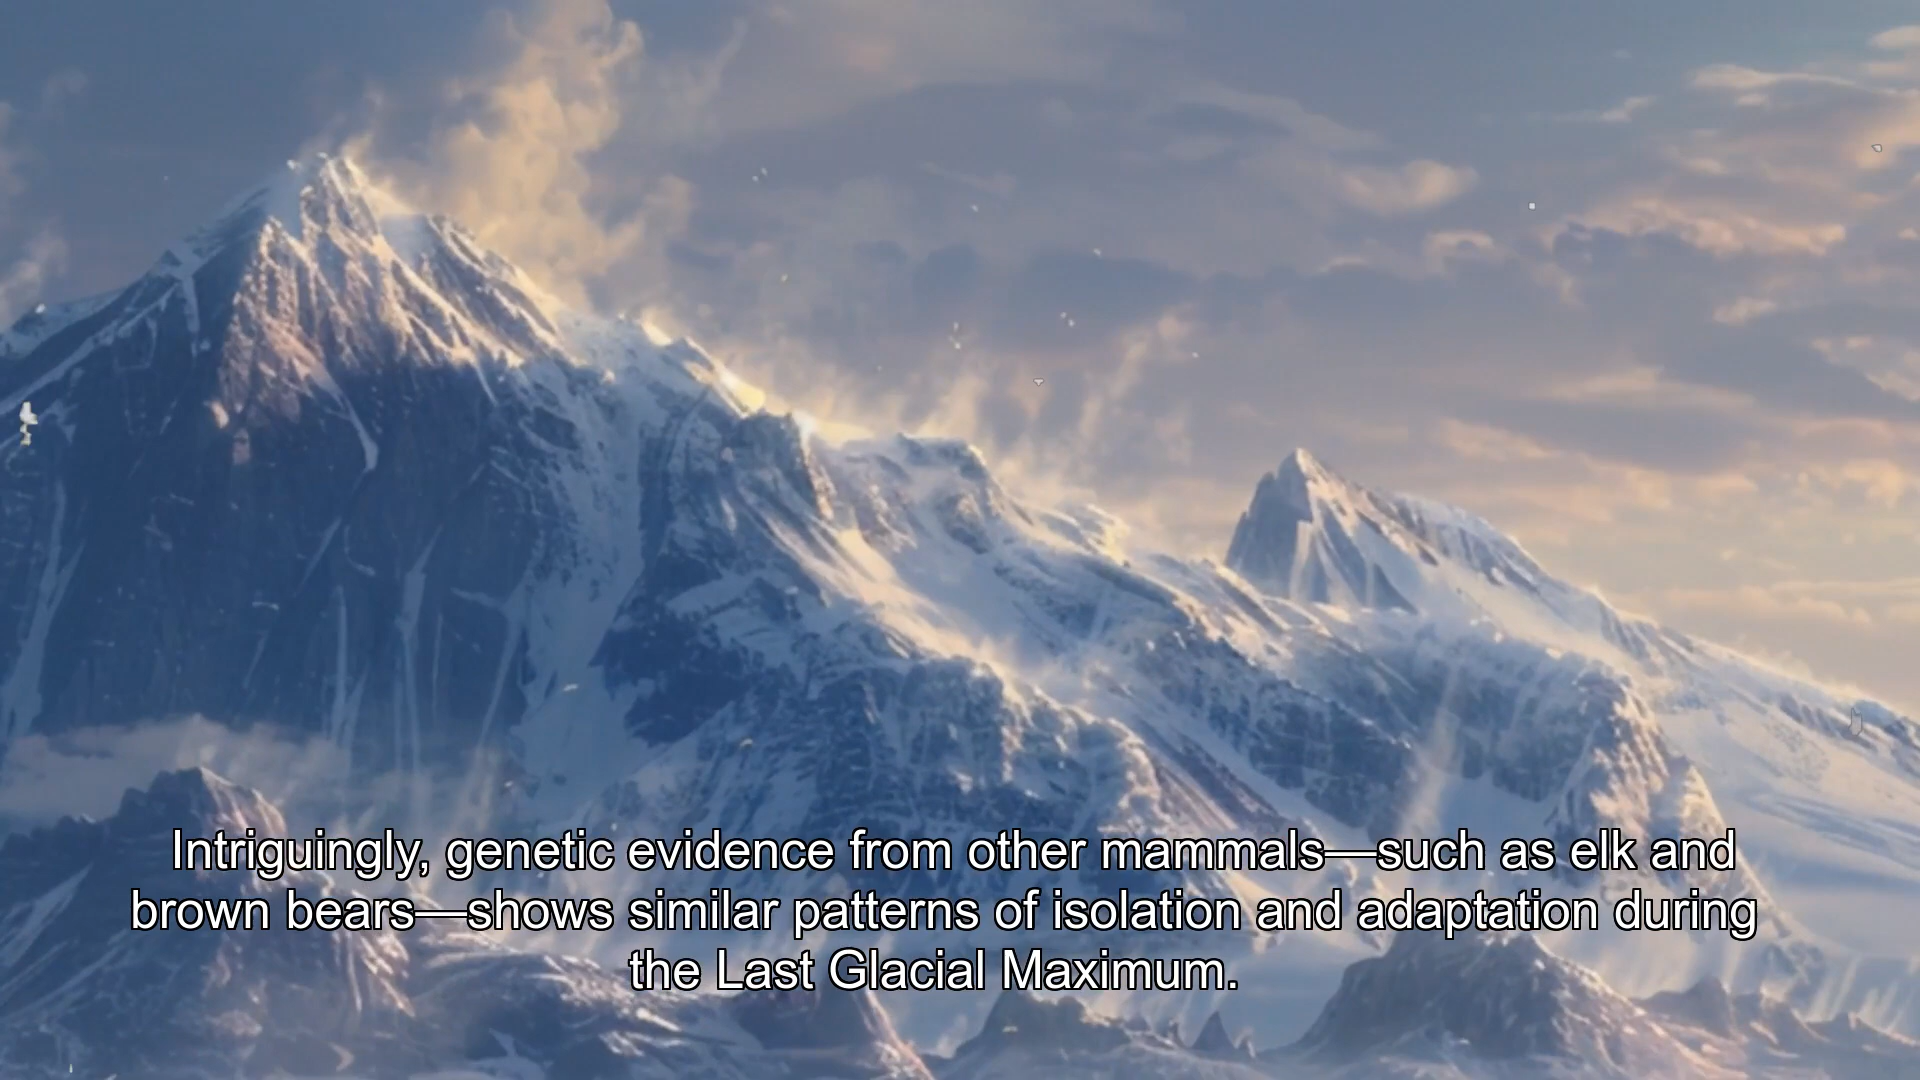 Intriguingly, genetic evidence from other mammals—such as elk and
brown bears—shows similar patterns of isolation and adaptation during
the Last Glacial Maximum.